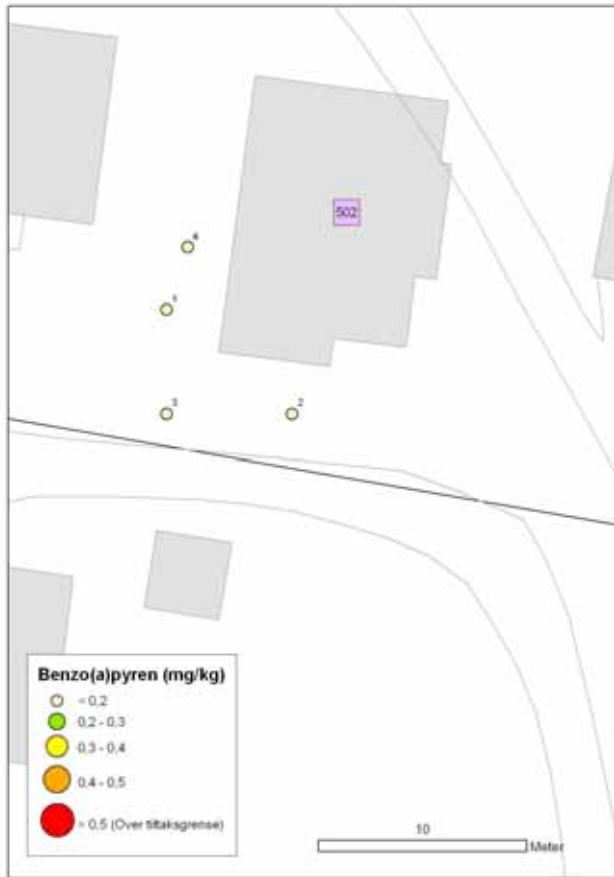 502
4
1
3
2
Benzo(a)pyren (mg/kg)
< 0,2
0,2 - 0,3
0,3 - 0,4
0,4 - 0,5
> 0,5 (Over tiltaksgrense)
10
Meter